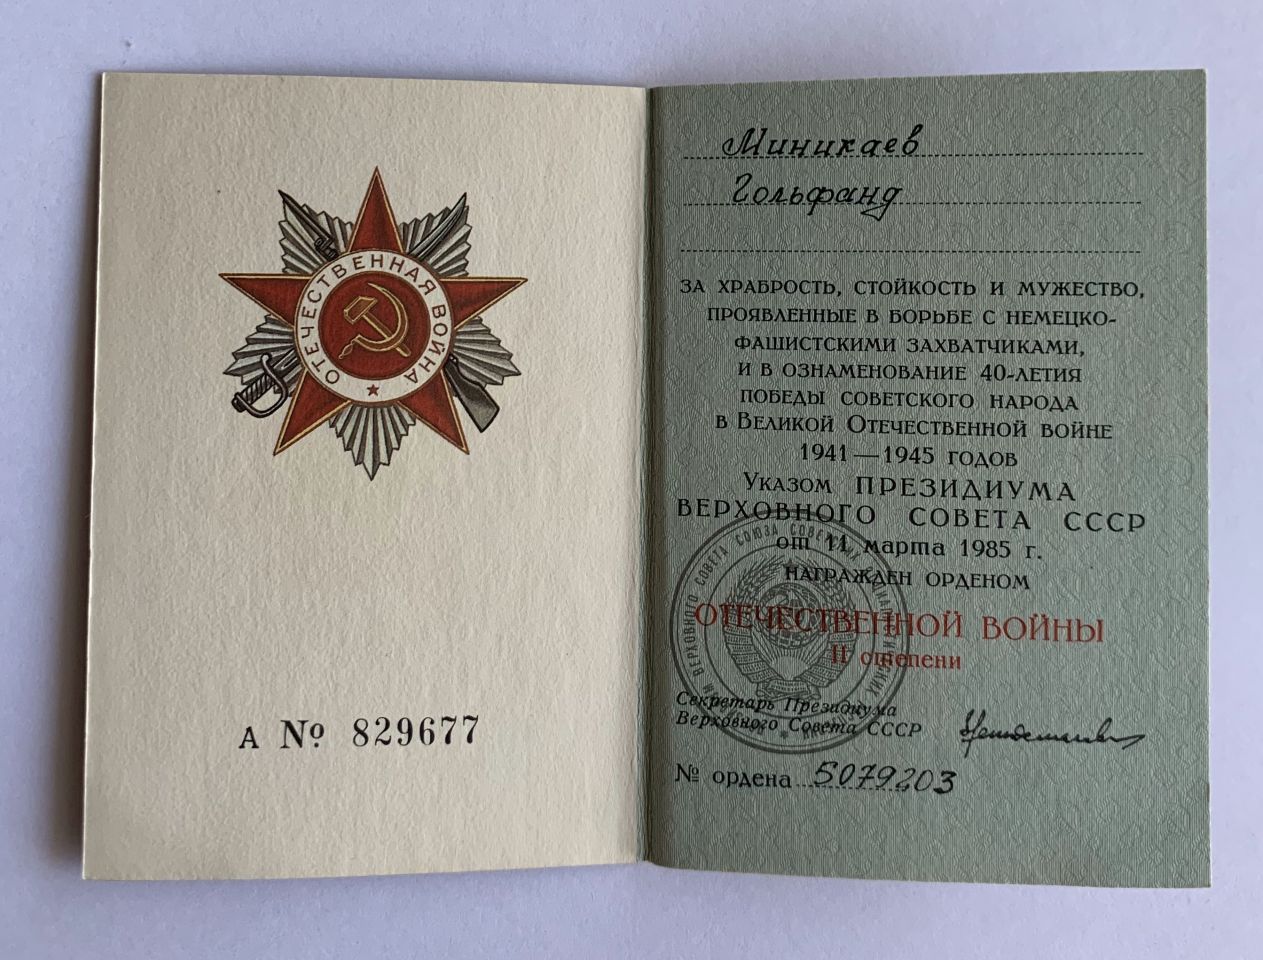 ОТЕЧЕСТВЕННАЯ ВОЙНА
А № 829677
Миникаев
Гольфанд
ЗА ХРАБРОСТЬ, СТОЙКОСТЬ И МУЖЕСТВО,
ПРОЯВЛЕННЫЕ В БОРЬБЕ С НЕМЕЦКО-
ФАШИСТСКИМИ ЗАХВАТЧИКАМИ,
И В ОЗНАМЕНОВАНИЕ 40-ЛЕТИЯ
ПОБЕДЫ СОВЕТСКОГО НАРОДА
В ВЕЛИКОЙ ОТЕЧЕСТВЕННОЙ ВОЙНЕ
1941—1945 ГОДОВ
УКАЗОМ ПРЕЗИДИУМА
ВЕРХОВНОГО СОВЕТА СССР
от 11 марта 1985 г.
НАГРАЖДЕН ОРДЕНОМ
ОТЕЧЕСТВЕННОЙ ВОЙНЫ
II степени
Секретарь Президиума
Верховного Совета СССР
№ ордена 5079203